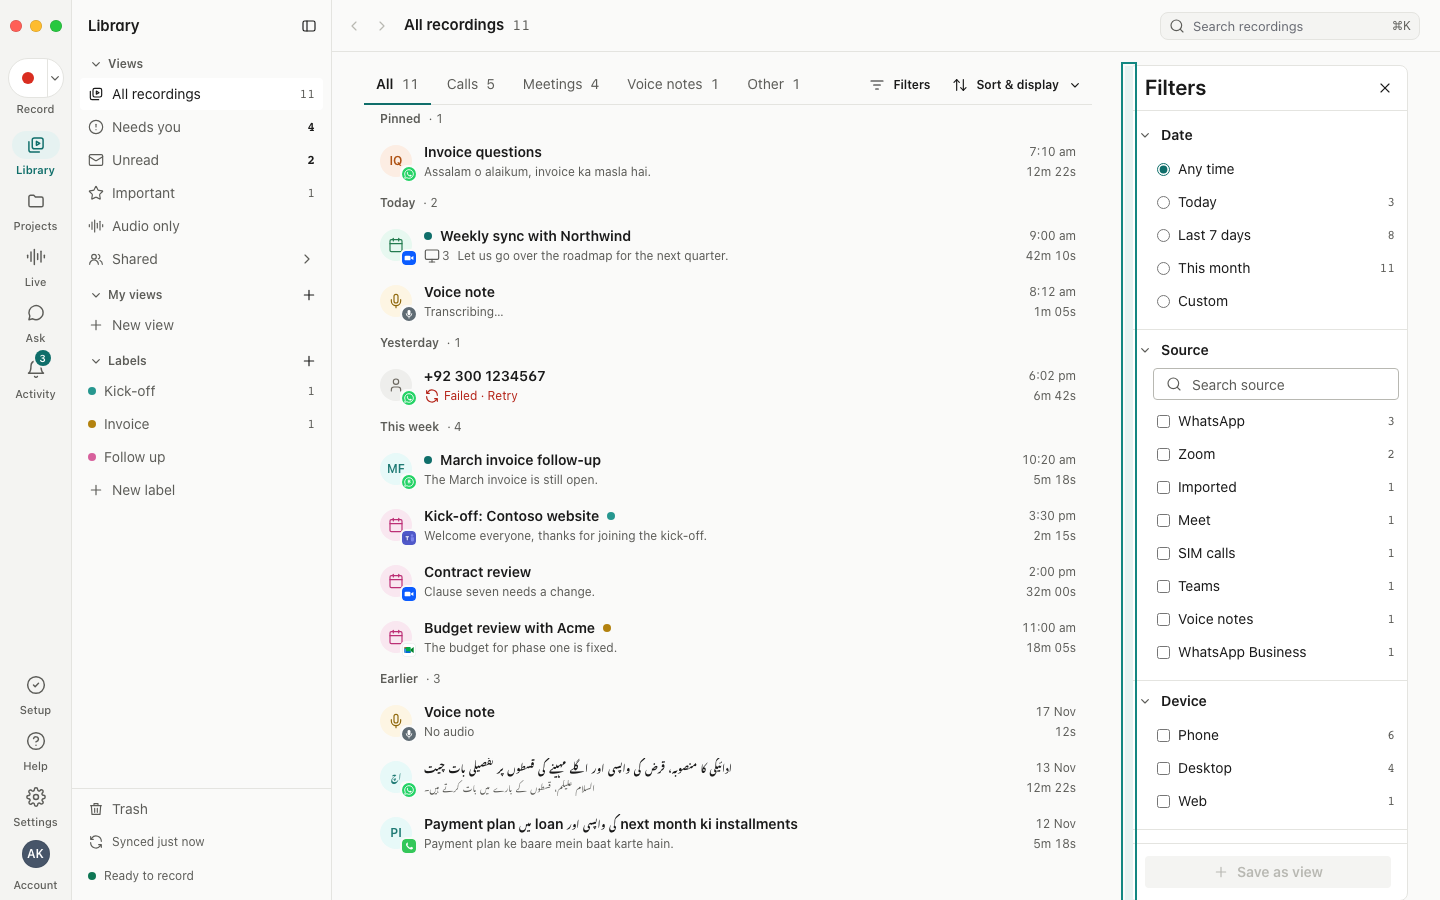 Library
Views
All recordings 11
Needs you 4
Unread 2
Important 1
Audio only
Shared
My views
New view
Labels
Kick-off 1
Invoice 1
Follow up
New label
Trash
Synced just now
Ready to record
Record
Library
Projects
Live
Ask
3
Activity
Setup
Help
Settings
AK
Account
All recordings 11
Search recordings ⌘K
All 11 Calls 5 Meetings 4 Voice notes 1 Other 1
Filters Sort & display
Pinned · 1
IQ Invoice questions 7:10 am
Assalam o alaikum, invoice ka masla hai. 12m 22s
Today · 2
Weekly sync with Northwind 9:00 am
3 Let us go over the roadmap for the next quarter. 42m 10s
Voice note 8:12 am
Transcribing... 1m 05s
Yesterday · 1
+92 300 1234567 6:02 pm
Failed · Retry 6m 42s
This week · 4
MF March invoice follow-up 10:20 am
The March invoice is still open. 5m 18s
Kick-off: Contoso website 3:30 pm
Welcome everyone, thanks for joining the kick-off. 2m 15s
Contract review 2:00 pm
Clause seven needs a change. 32m 00s
Budget review with Acme 11:00 am
The budget for phase one is fixed. 18m 05s
Earlier · 3
Voice note 17 Nov
No audio 12s
اچ ادائیگی کا منصوبہ، قرض کی واپسی اور اگلے مہینے کی قسطوں پر تفصیلی بات چیت 13 Nov
السلام علیکم، قسطوں کے بارے میں بات کرتے ہیں۔ 12m 22s
PI Payment plan میں loan کی واپسی اور next month ki installments 12 Nov
Payment plan ke baare mein baat karte hain. 5m 18s
Filters
Date
Any time
Today 3
Last 7 days 8
This month 11
Custom
Source
Search source
WhatsApp 3
Zoom 2
Imported 1
Meet 1
SIM calls 1
Teams 1
Voice notes 1
WhatsApp Business 1
Device
Phone 6
Desktop 4
Web 1
Save as view